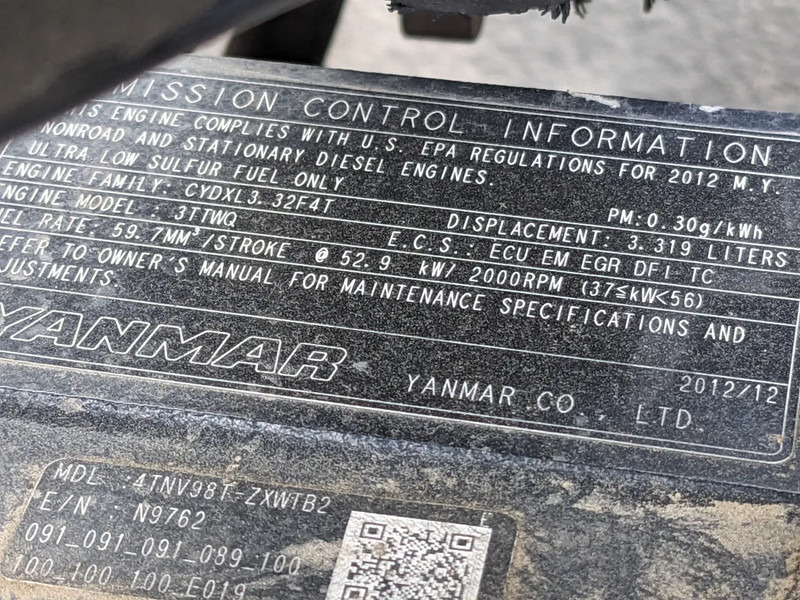 MISSION CONTROL INFORMATION
THIS ENGINE COMPLIES WITH U.S. EPA REGULATIONS FOR 2012 M.Y.
NONROAD AND STATIONARY DIESEL ENGINES.
ULTRA LOW SULFUR FUEL ONLY
ENGINE FAMILY: CYDXL3.32F4T PM:0.30g/kWh
ENGINE MODEL : 3TTWQ DISPLACEMENT: 3.319 LITERS
UEL RATE: 59.7MM³/STROKE @ 52.9 kW/ 2000RPM (37≦kW<56)
E.C.S.: ECU EM EGR DFI TC
EFER TO OWNER'S MANUAL FOR MAINTENANCE SPECIFICATIONS AND
JUSTMENTS.
YANMAR YANMAR CO., LTD.
2012/12
MDL : 4TNV98T-ZXWTB2
E/N : N9762
091_091_091_089_100
100_100_100_E019